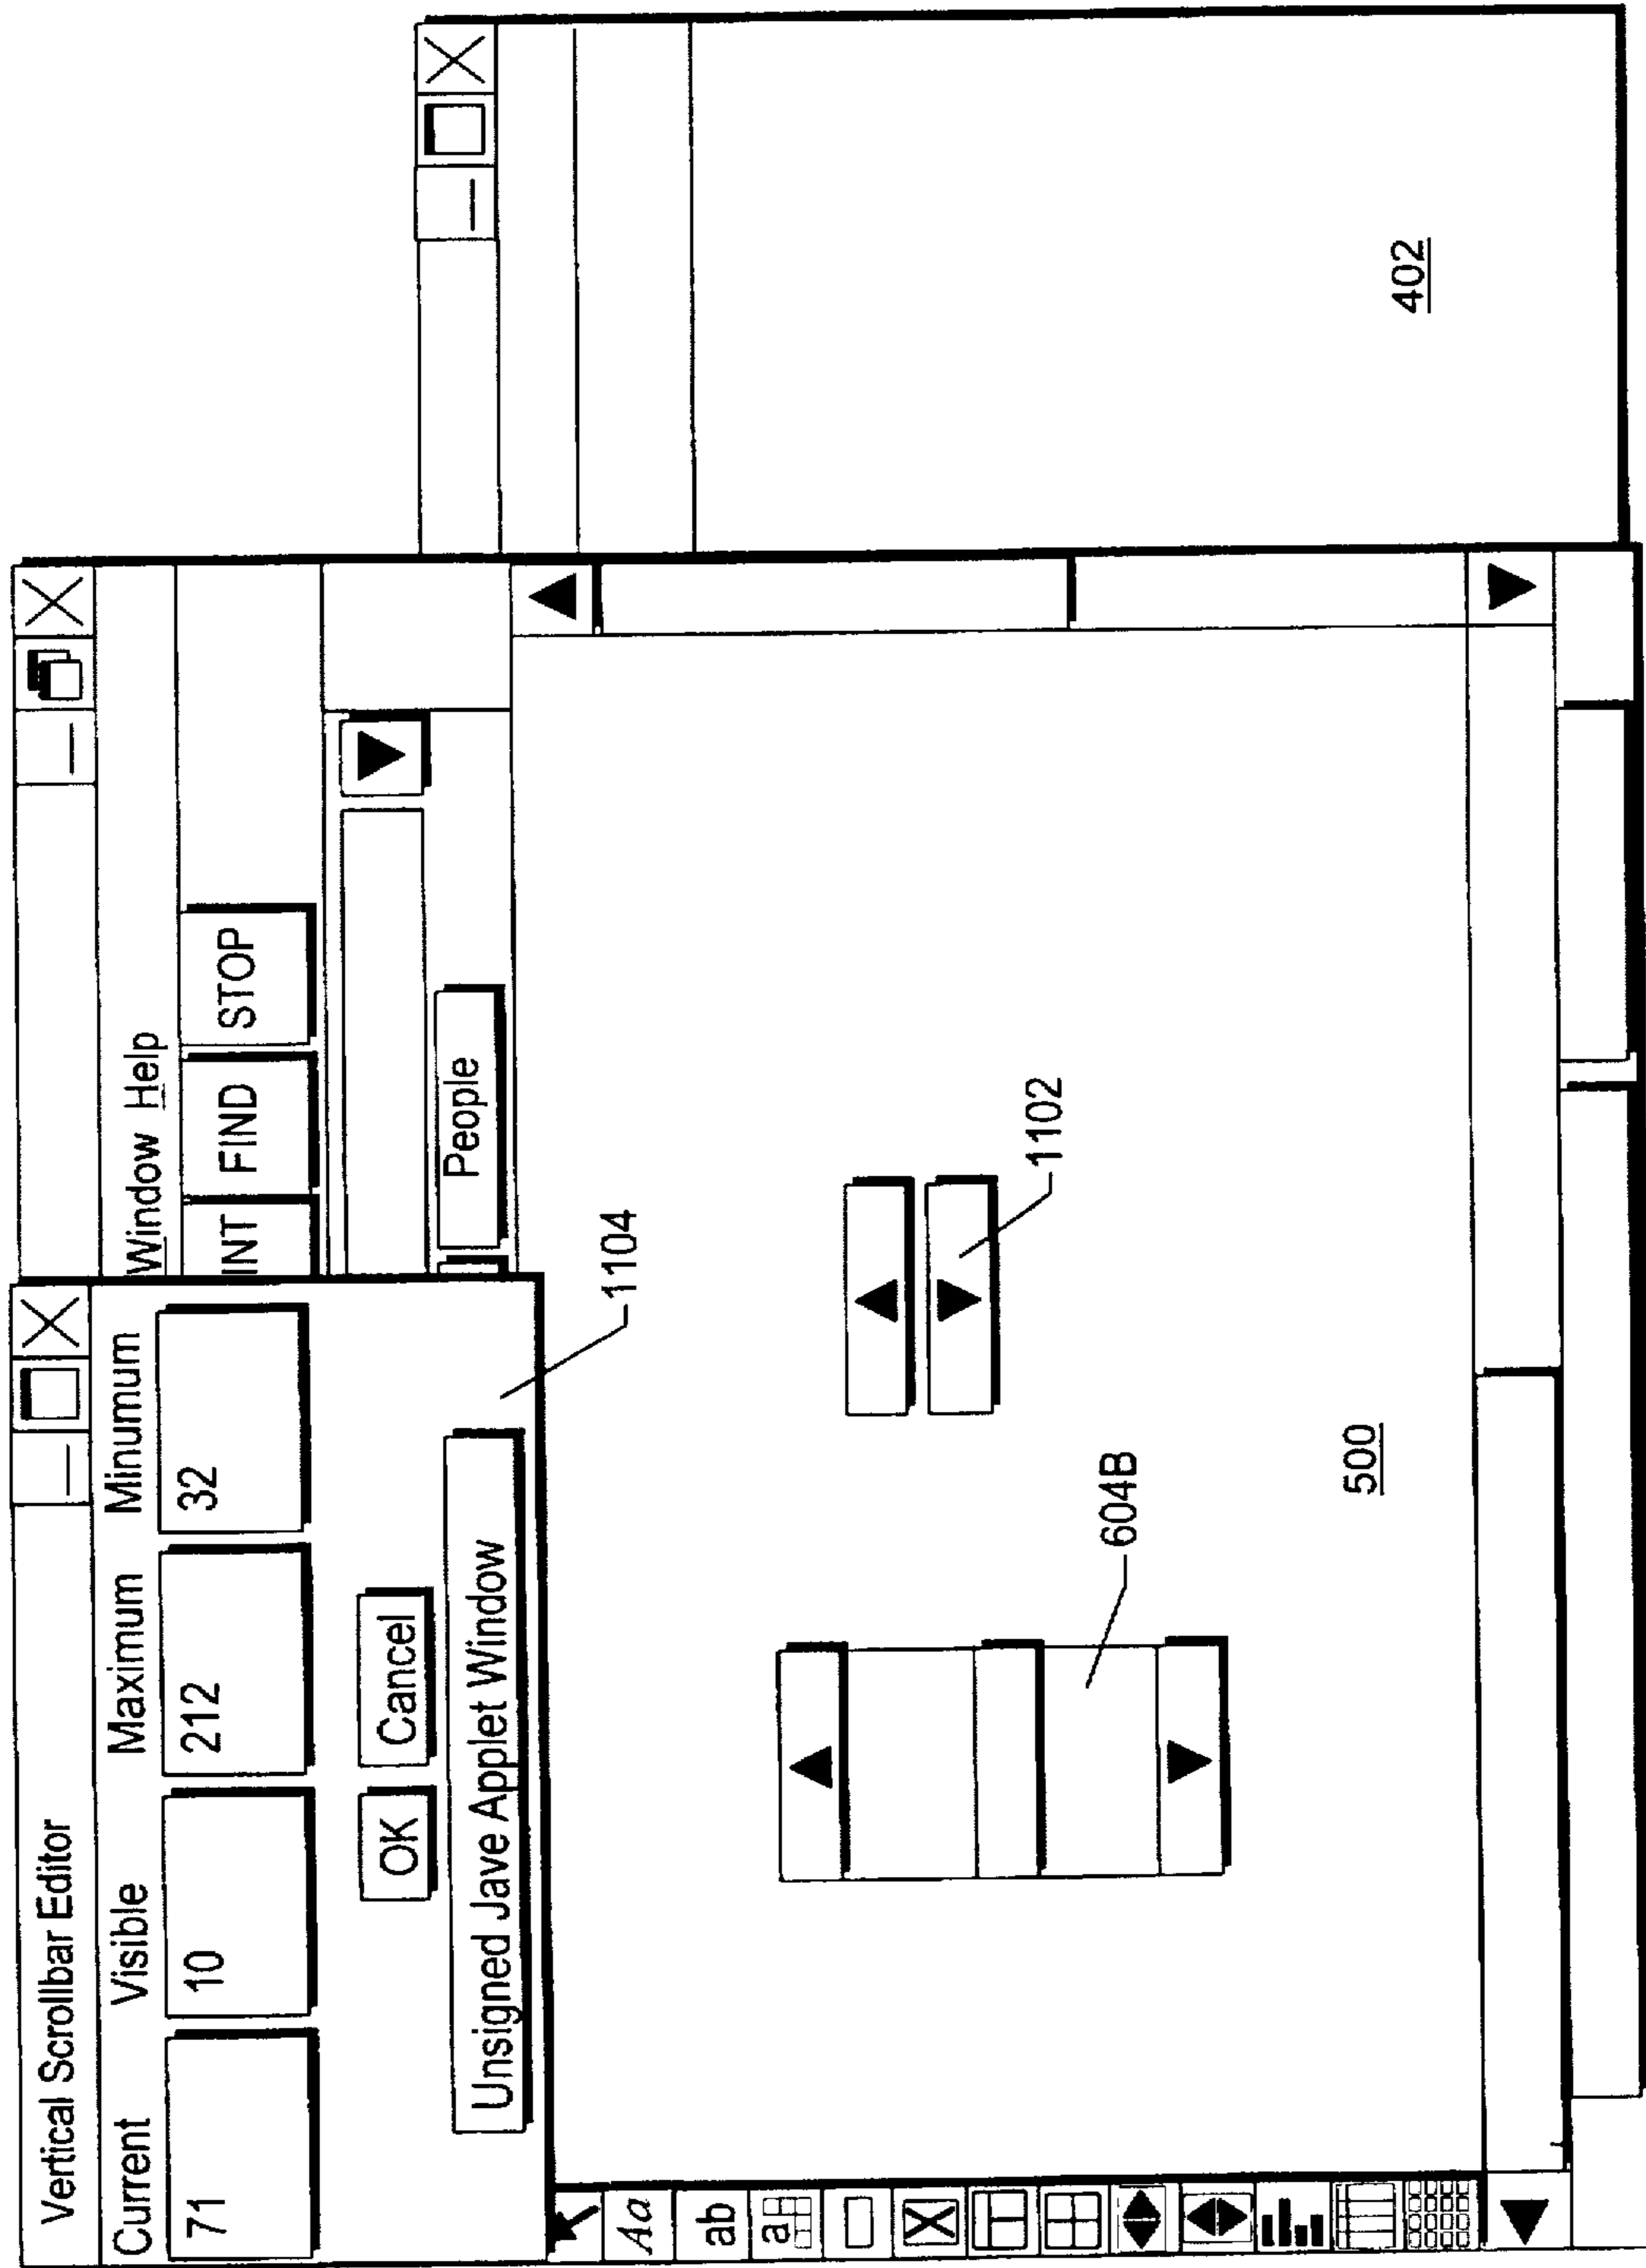 Vertical Scrollbar Editor
Current Visible Maximum Minumum
71 10 212 32
OK Cancel
Unsigned Jave Applet Window
1104
Window Help
INT FIND STOP
People
Aa
ab
a
604B
1102
500
402